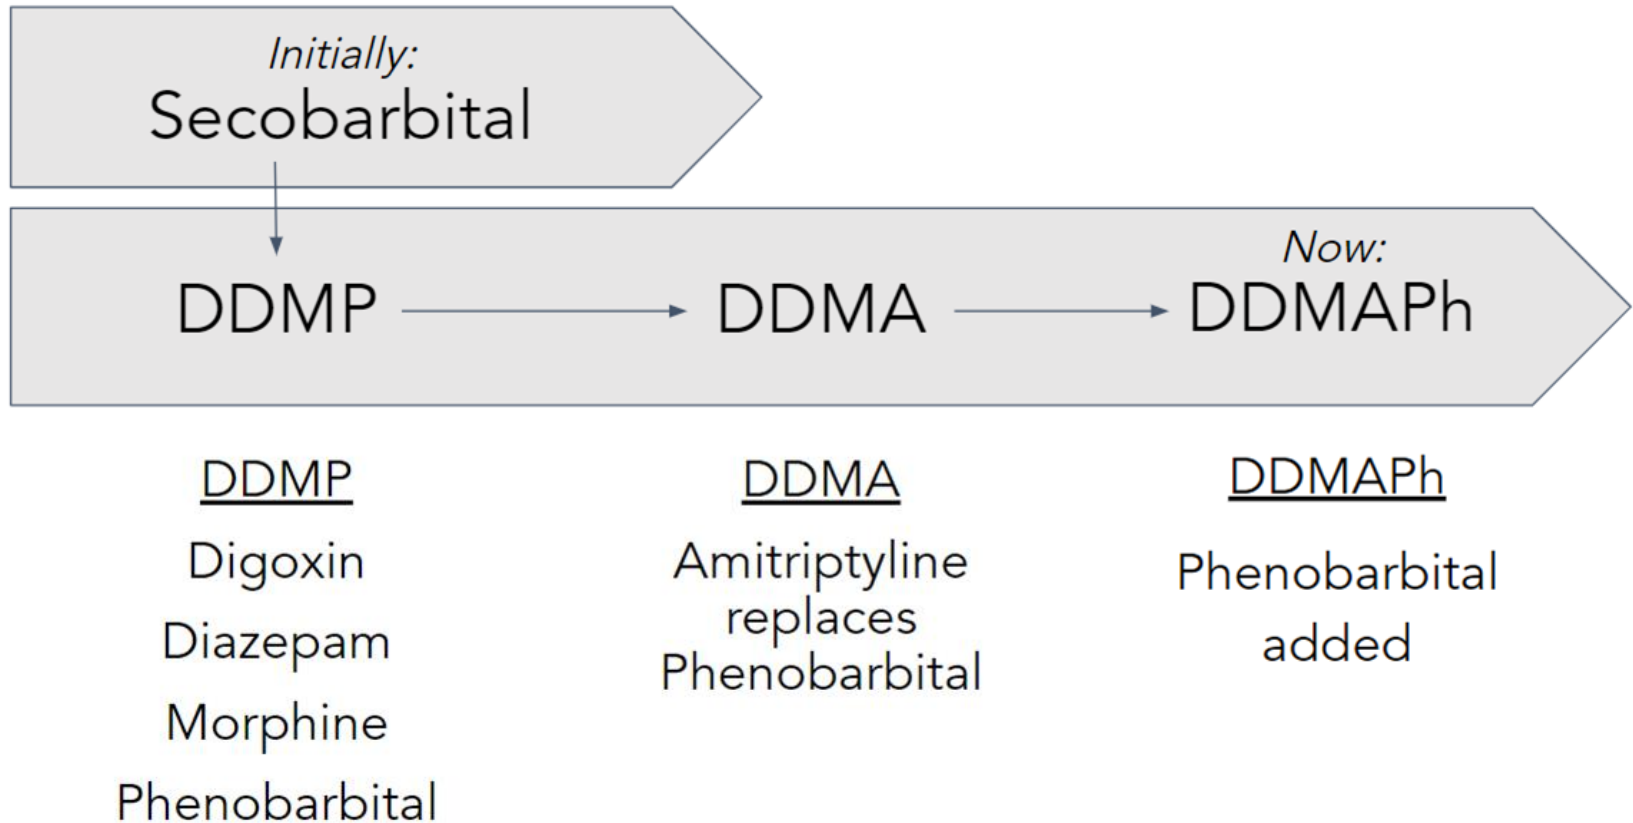 Initially:
Secobarbital
Now:
DDMP
DDMA
DDMAPh
DDMP
Digoxin
Diazepam
Morphine
Phenobarbital
DDMA
Amitriptyline
replaces
Phenobarbital
DDMAPh
Phenobarbital
added